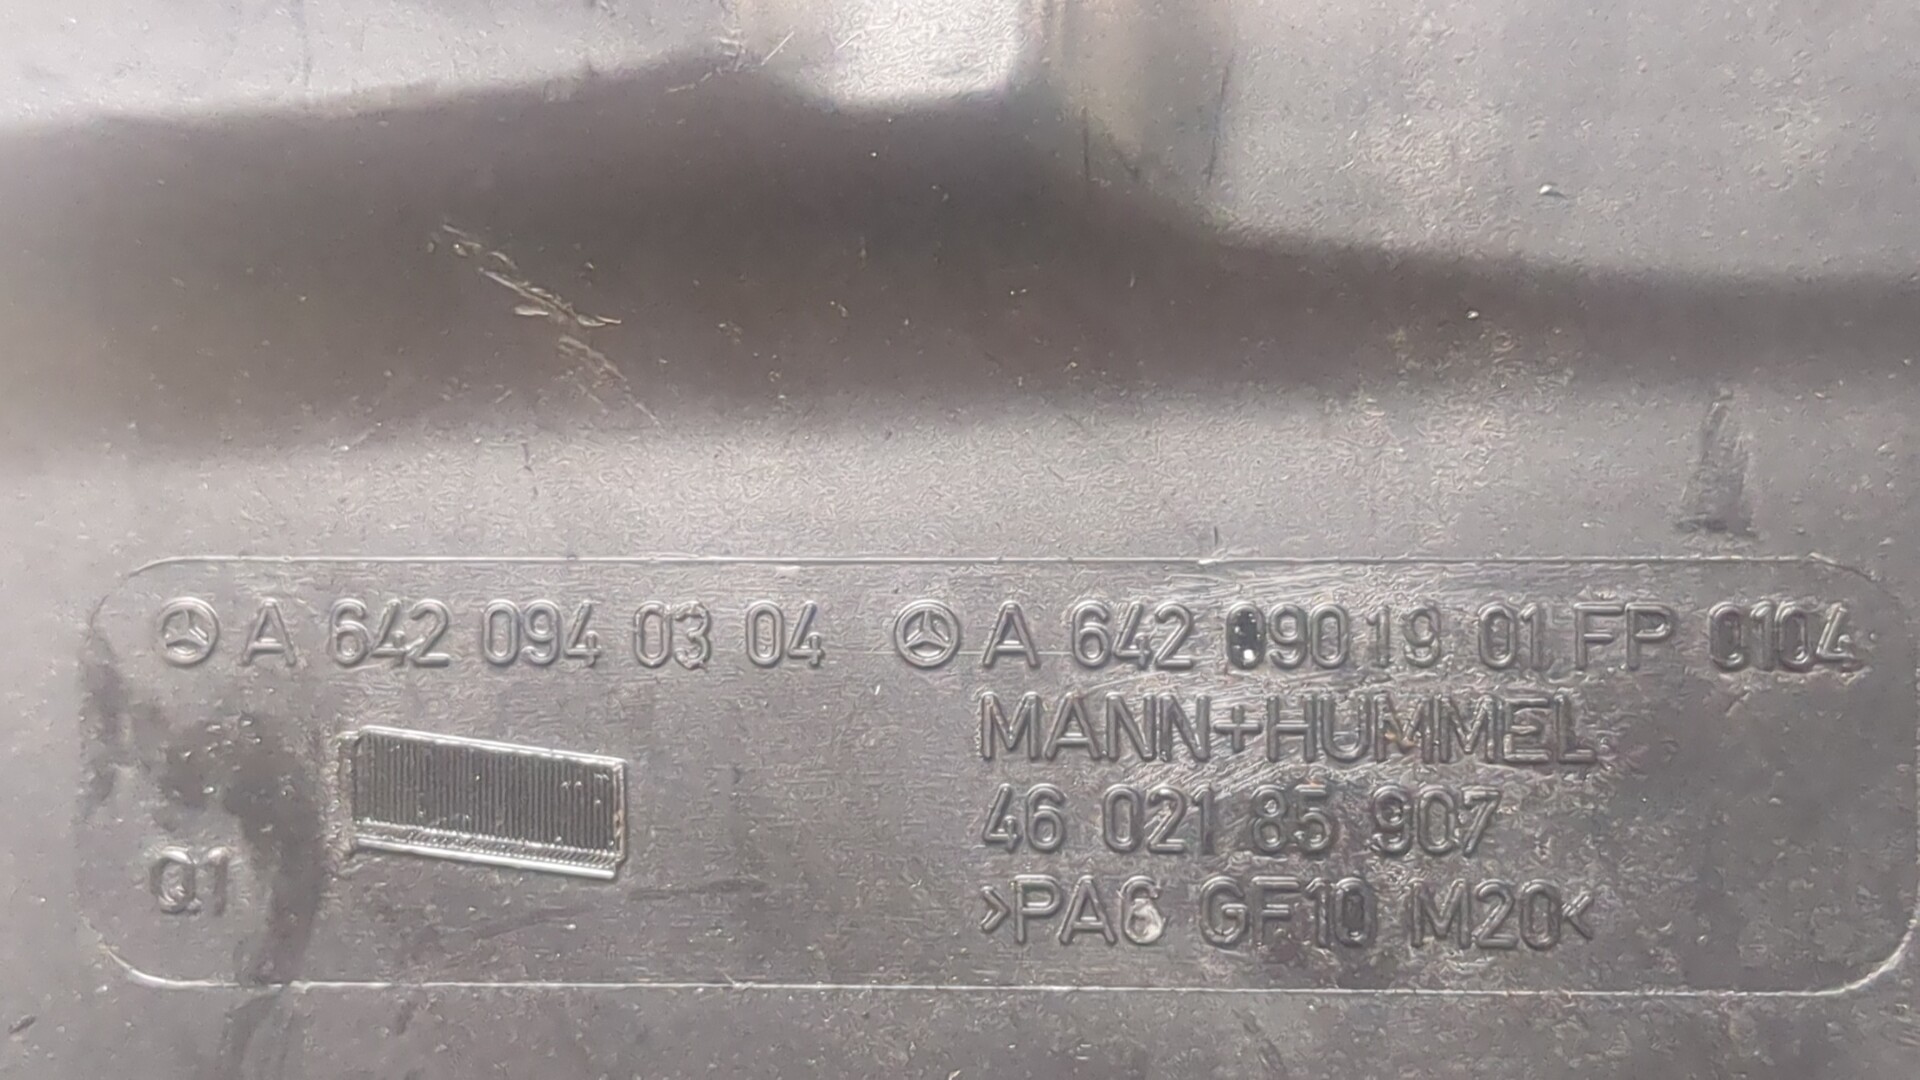 A 642 094 03 04 A 642 090 19 01 FP 0104
MANN+HUMMEL
46 021 85 907
Q1
>PA6 GF10 M20<